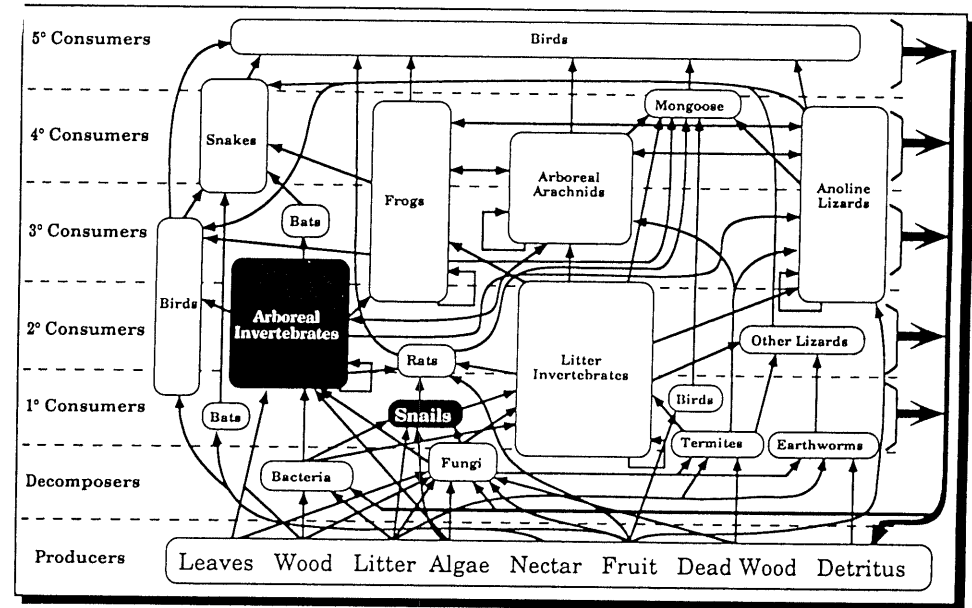 5° Consumers
Birds
4° Consumers
Snakes
Mongoose
Frogs
Arboreal
Arachnids
Anoline
Lizards
3° Consumers
Bats
Birds
Arboreal
Invertebrates
2° Consumers
Rats
Litter
Invertebrates
Other Lizards
1° Consumers
Bats
Snails
Birds
Termites
Earthworms
Decomposers
Bacteria
Fungi
Producers
Leaves Wood Litter Algae Nectar Fruit Dead Wood Detritus